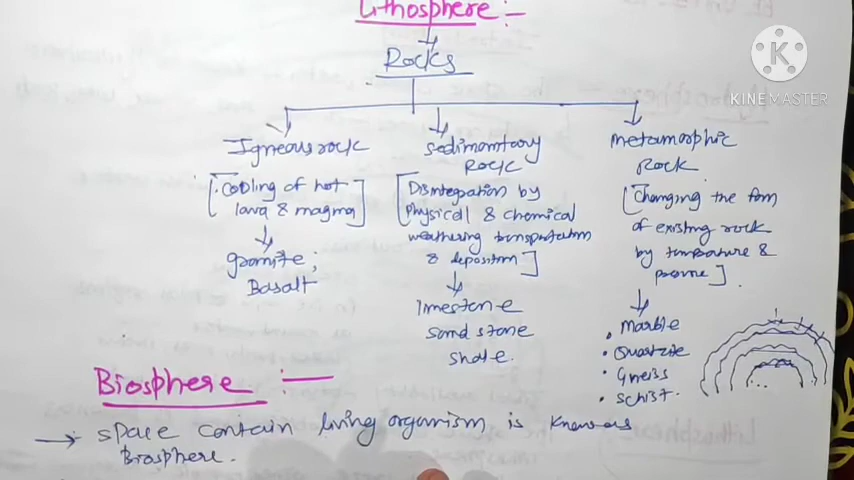 Lithosphere :-
Rocks
Igneous rock
[Cooling of hot
lava & magma]
Granite;
Basalt
Sedimantory
Rock
[Disintegration by
physical & chemical
weathering transportation
& deposition]
limestone
sand stone
shale.
Metamorphic
Rock
[Changing the form
of existing rock
by temperature &
pressure].
• Marble
• Quartzite
• Gneiss
• schist.
Biosphere :-
→ space contain living organism is known as
Biosphere.
KINEMASTER